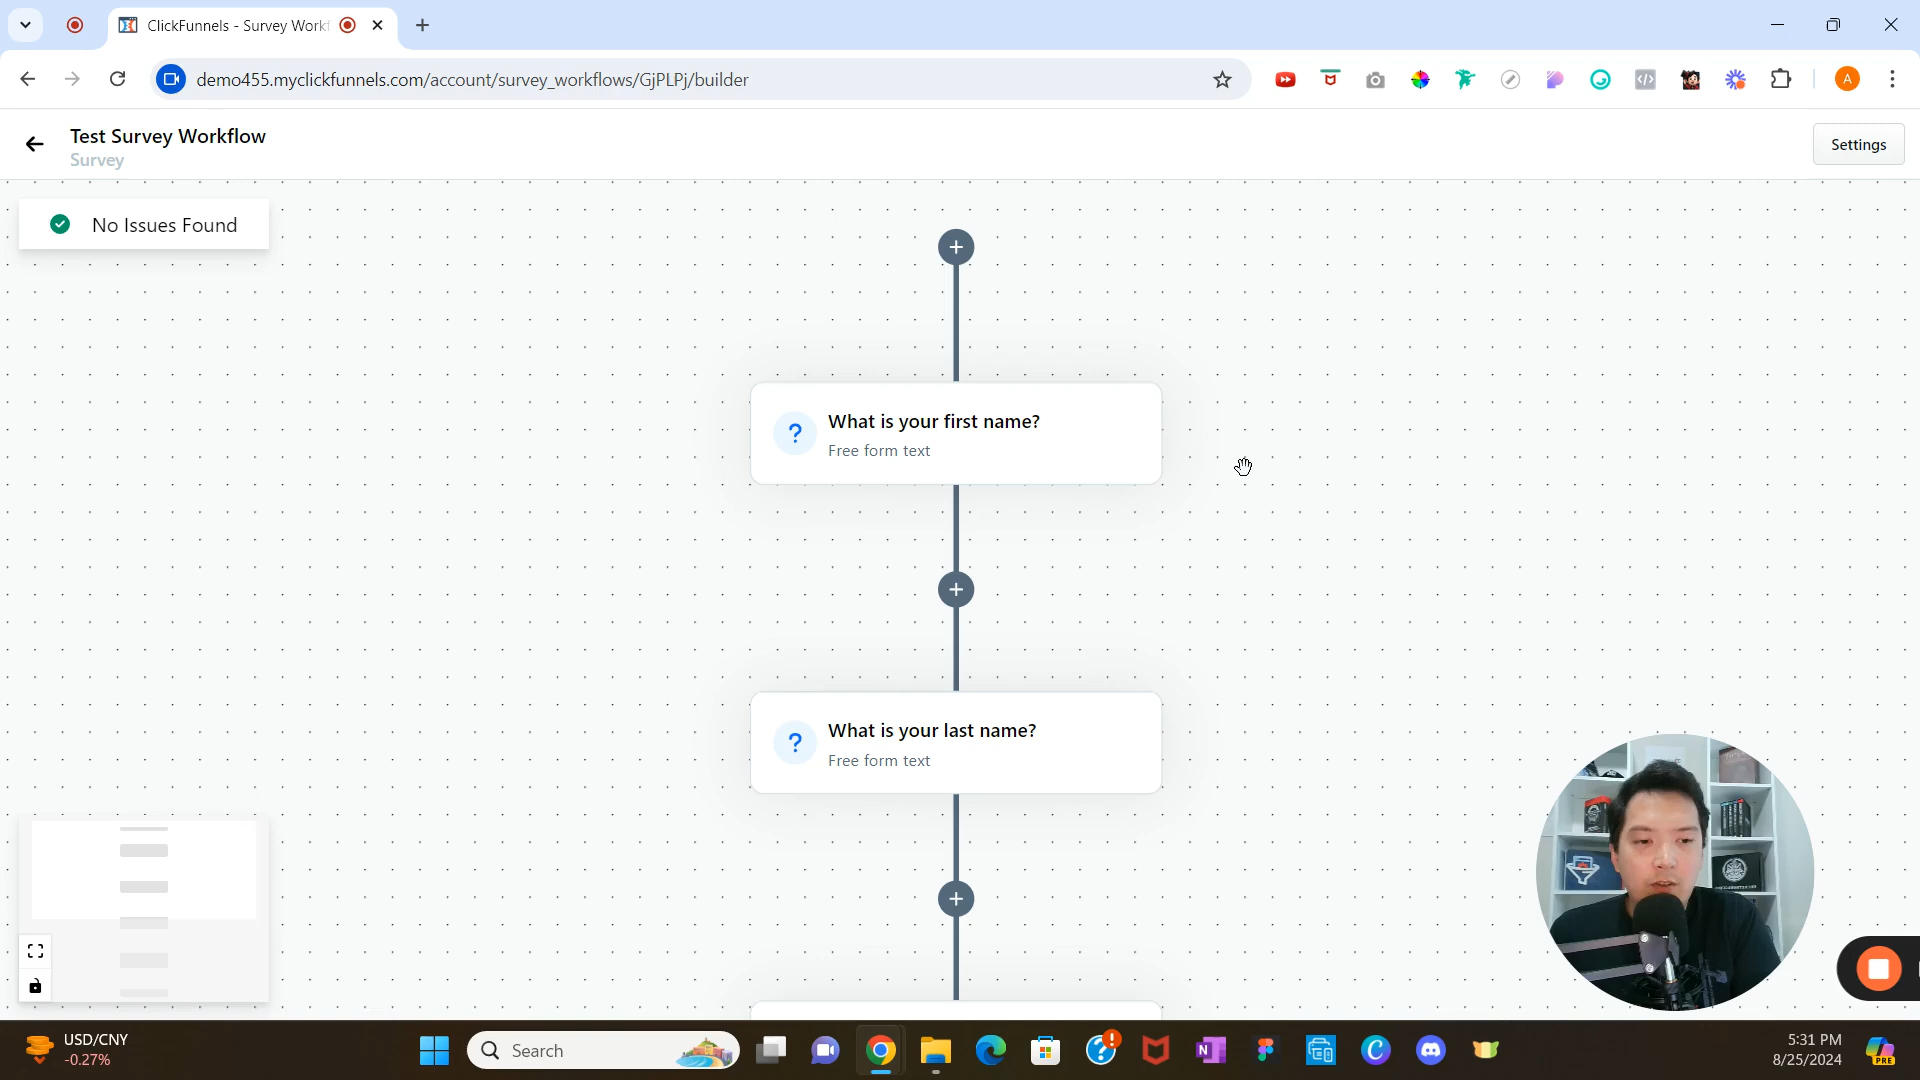 ClickFunnels - Survey Workf
demo455.myclickfunnels.com/account/survey_workflows/GjPLPj/builder
A
Test Survey Workflow
Survey
Settings
No Issues Found
What is your first name?
Free form text
What is your last name?
Free form text
USD/CNY
-0.27%
Search
5:31 PM
8/25/2024
PRE